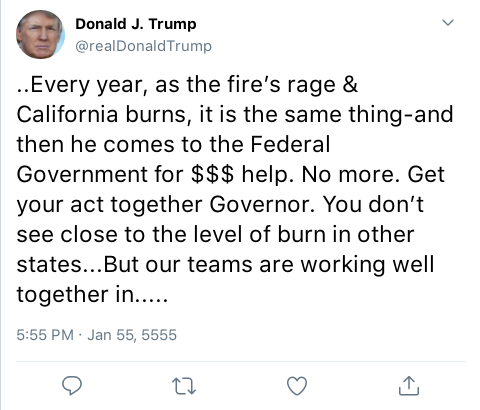 Donald J. Trump
@realDonaldTrump
..Every year, as the fire’s rage &
California burns, it is the same thing-and
then he comes to the Federal
Government for $$$ help. No more. Get
your act together Governor. You don’t
see close to the level of burn in other
states...But our teams are working well
together in.....
5:55 PM · Jan 55, 5555